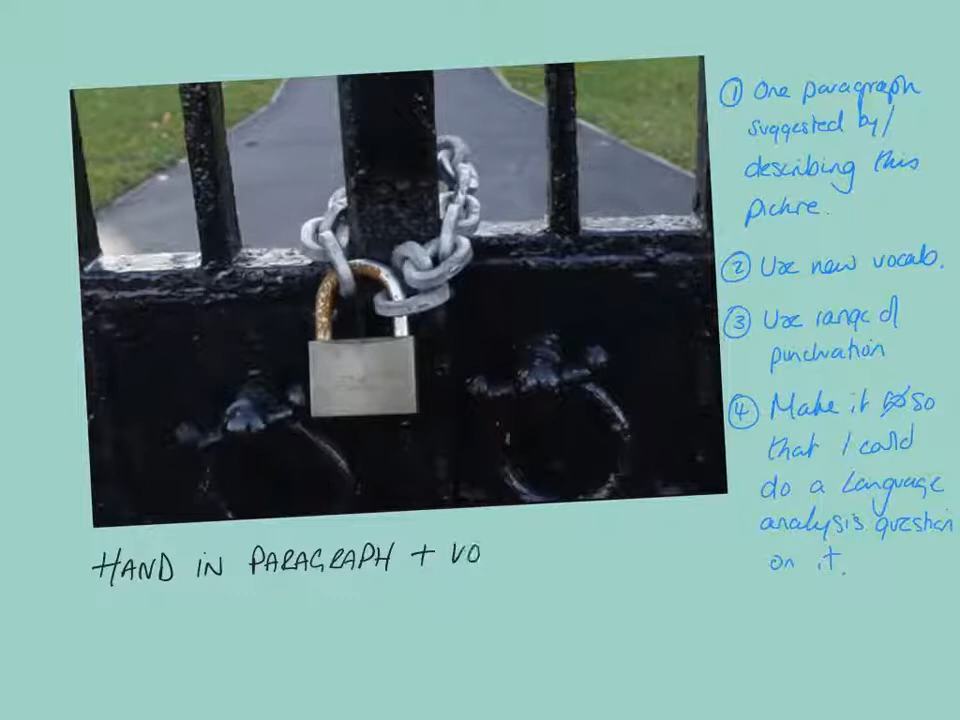 ① One paragraph
suggested by/
describing this
picture.
② Use new vocab.
③ Use range of
punctuation
④ Make it so
that I could
do a language
analysis question
on it.
HAND IN PARAGRAPH + VO